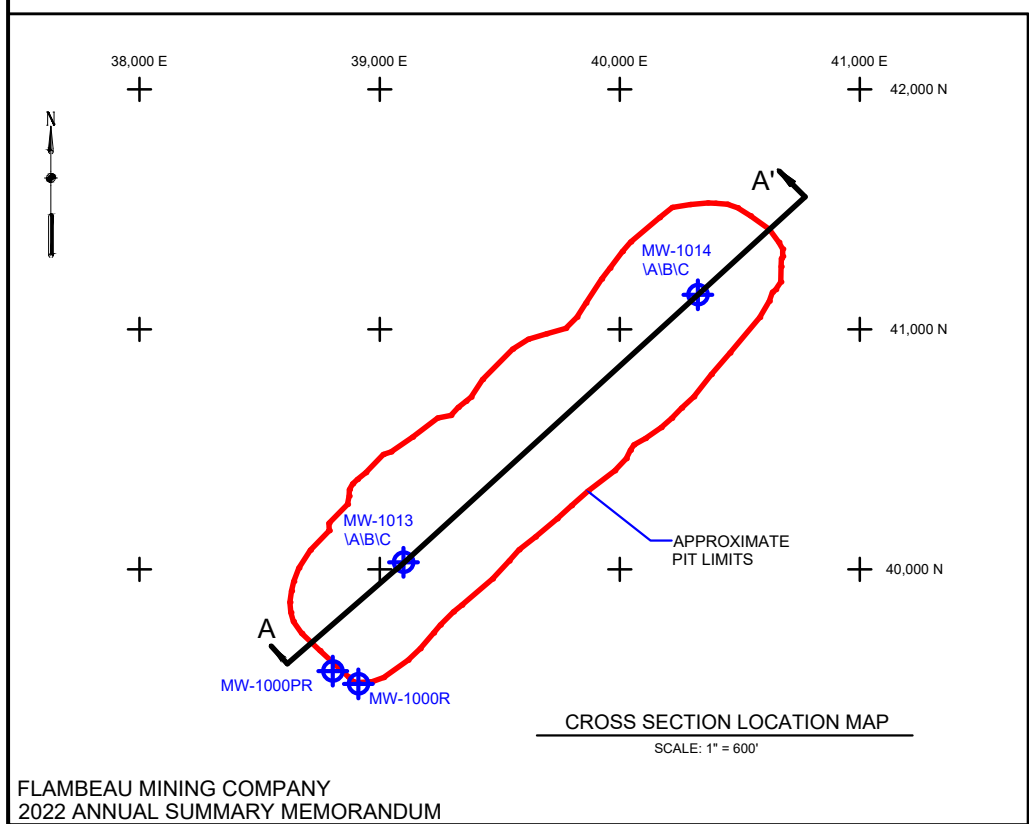 38,000 E
39,000 E
40,000 E
41,000 E
42,000 N
N
A'
MW-1014
\A\B\C
41,000 N
MW-1013
\A\B\C
APPROXIMATE
PIT LIMITS
40,000 N
A
MW-1000PR
MW-1000R
CROSS SECTION LOCATION MAP
SCALE: 1" = 600'
FLAMBEAU MINING COMPANY
2022 ANNUAL SUMMARY MEMORANDUM